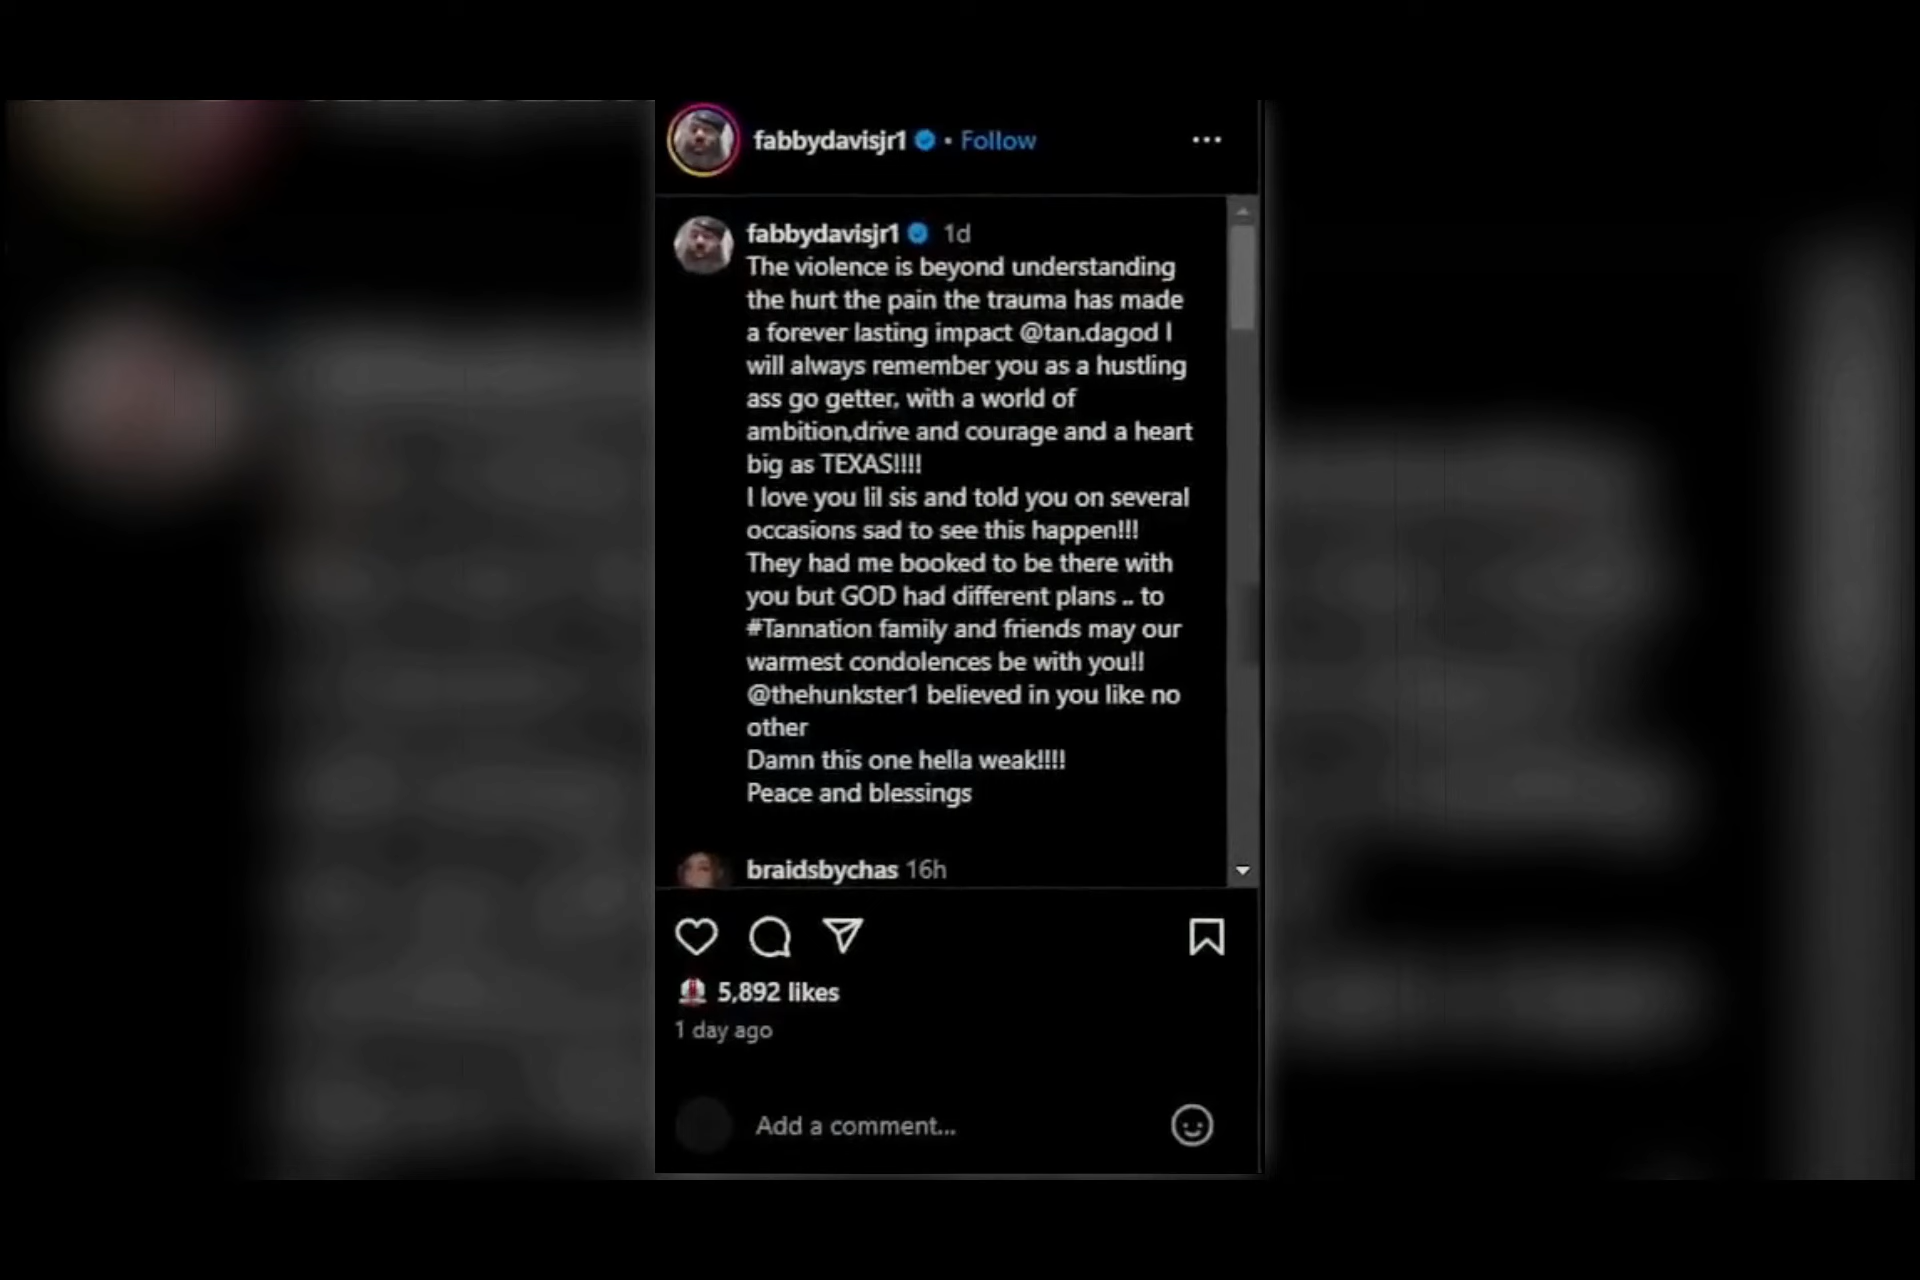 fabbydavisjr1 • Follow
fabbydavisjr1 1d
The violence is beyond understanding
the hurt the pain the trauma has made
a forever lasting impact @tan.dagod I
will always remember you as a hustling
ass go getter, with a world of
ambition,drive and courage and a heart
big as TEXAS!!!!
I love you lil sis and told you on several
occasions sad to see this happen!!!
They had me booked to be there with
you but GOD had different plans .. to
#Tannation family and friends may our
warmest condolences be with you!!
@thehunkster1 believed in you like no
other
Damn this one hella weak!!!!
Peace and blessings
braidsbychas 16h
5,892 likes
1 day ago
Add a comment...